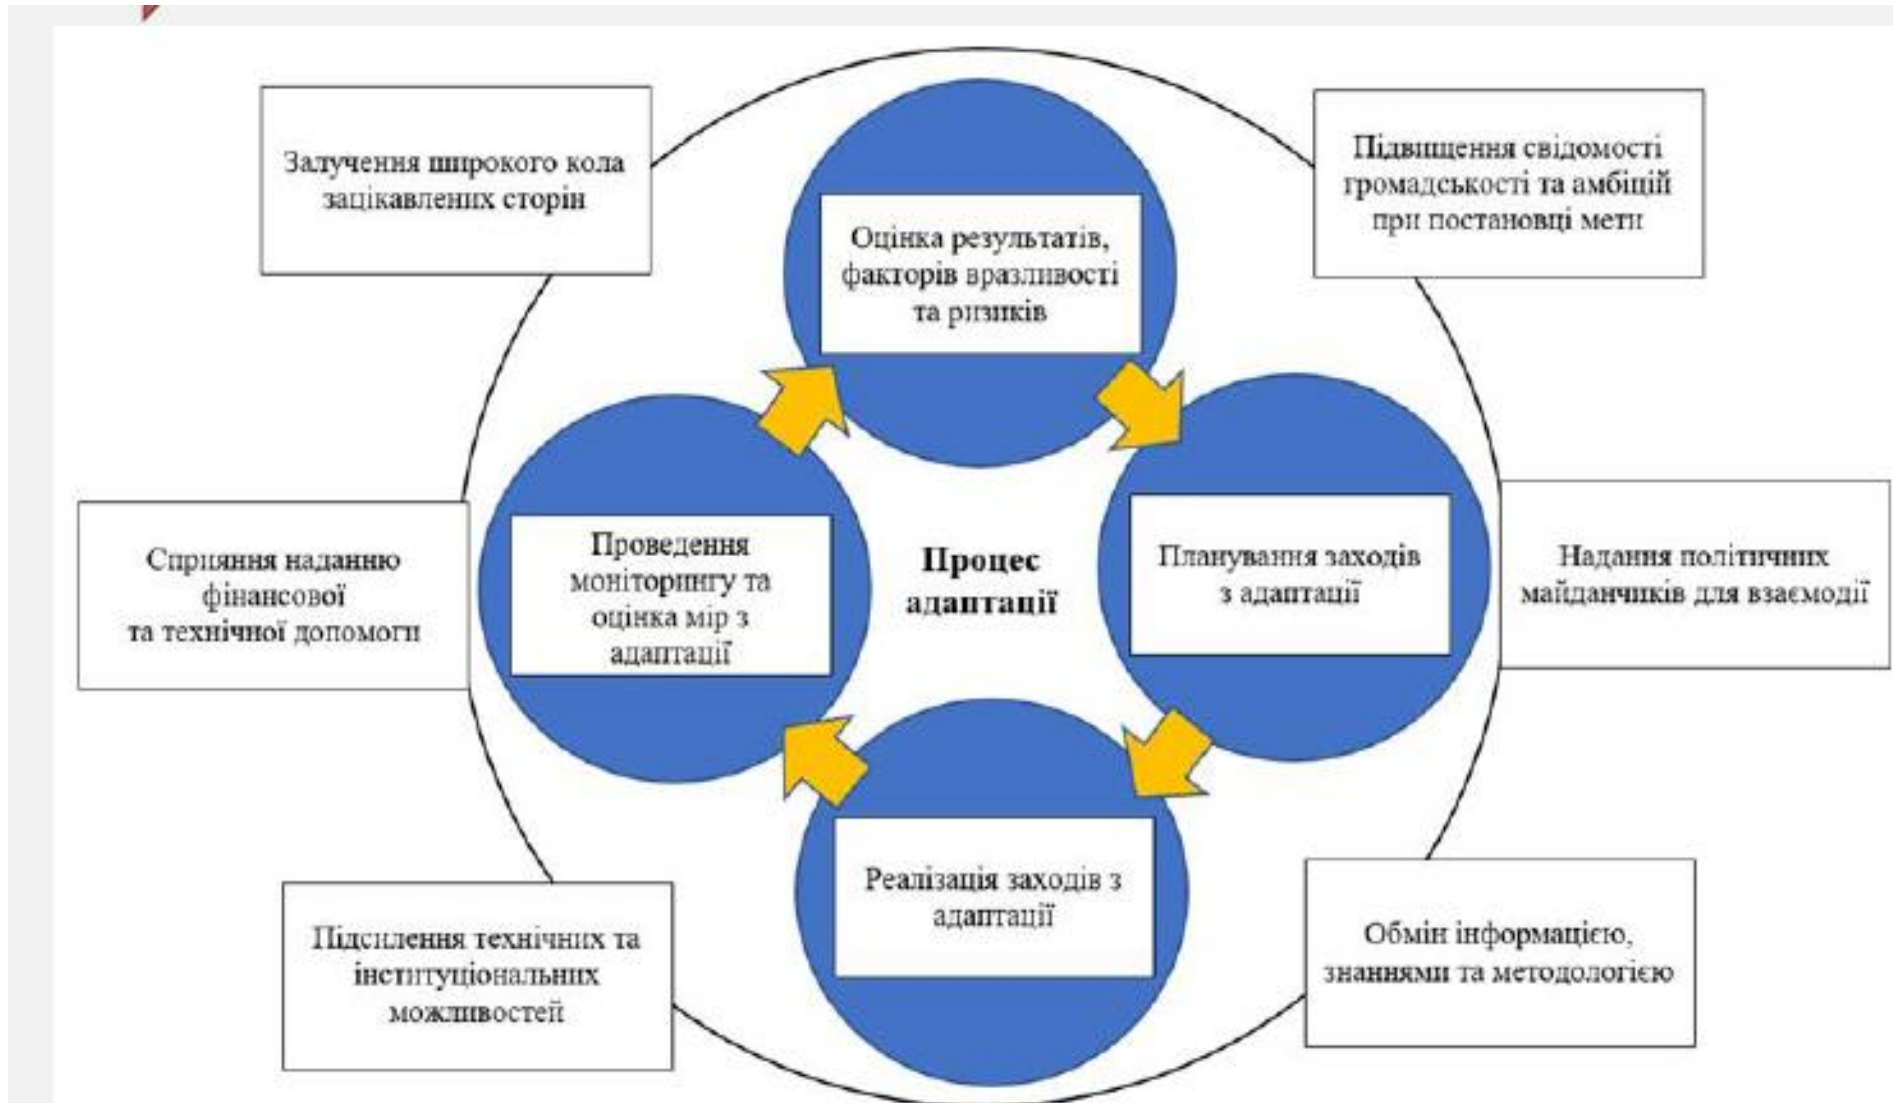 Залучення широкого кола
зацікавлених сторін
Підвищення свідомості
громадськості та амбіцій
при постановці мети
Оцінка результатів,
факторів вразливості
та ризиків
Сприяння наданню
фінансової
та технічної допомоги
Проведення
моніторингу та
оцінка мір з
адаптації
Процес
адаптації
Планування заходів
з адаптації
Надання політичних
майданчиків для взаємодії
Реалізація заходів з
адаптації
Підсилення технічних та
інституціональних
можливостей
Обмін інформацією,
знаннями та методологією